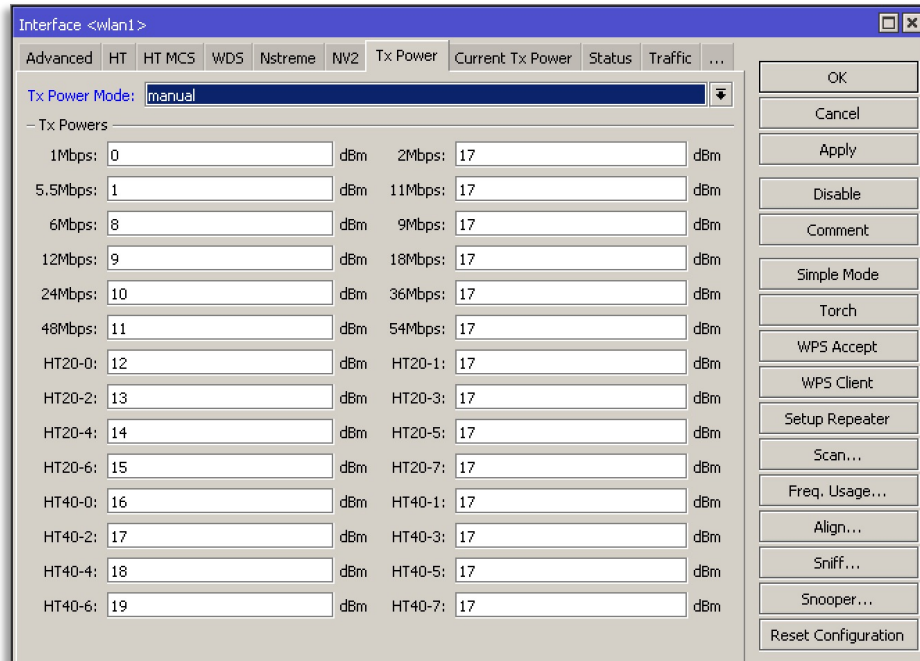 Interface <wlan1>
Advanced HT HT MCS WDS Nstreme NV2 Tx Power Current Tx Power Status Traffic ...
Tx Power Mode: manual
Tx Powers
1Mbps: 0 dBm 2Mbps: 17 dBm
5.5Mbps: 1 dBm 11Mbps: 17 dBm
6Mbps: 8 dBm 9Mbps: 17 dBm
12Mbps: 9 dBm 18Mbps: 17 dBm
24Mbps: 10 dBm 36Mbps: 17 dBm
48Mbps: 11 dBm 54Mbps: 17 dBm
HT20-0: 12 dBm HT20-1: 17 dBm
HT20-2: 13 dBm HT20-3: 17 dBm
HT20-4: 14 dBm HT20-5: 17 dBm
HT20-6: 15 dBm HT20-7: 17 dBm
HT40-0: 16 dBm HT40-1: 17 dBm
HT40-2: 17 dBm HT40-3: 17 dBm
HT40-4: 18 dBm HT40-5: 17 dBm
HT40-6: 19 dBm HT40-7: 17 dBm
OK
Cancel
Apply
Disable
Comment
Simple Mode
Torch
WPS Accept
WPS Client
Setup Repeater
Scan...
Freq. Usage...
Align...
Sniff...
Snooper...
Reset Configuration